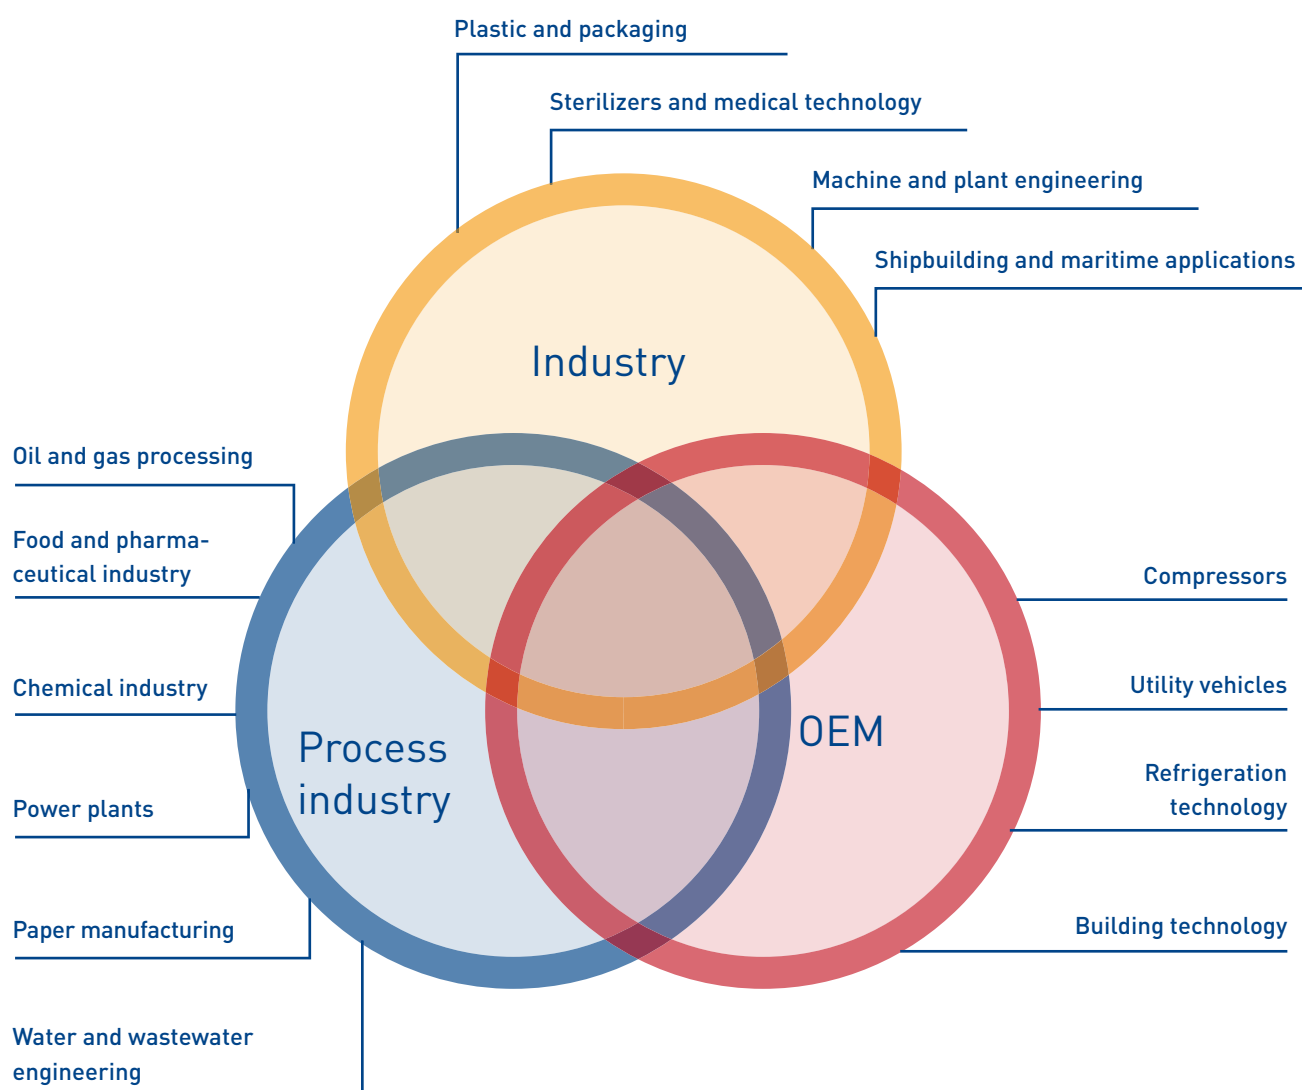 Plastic and packaging
Sterilizers and medical technology
Machine and plant engineering
Shipbuilding and maritime applications
Industry
Oil and gas processing
Food and pharma-
ceutical industry
Chemical industry
Power plants
Paper manufacturing
Water and wastewater
engineering
Process
industry
OEM
Compressors
Utility vehicles
Refrigeration
technology
Building technology